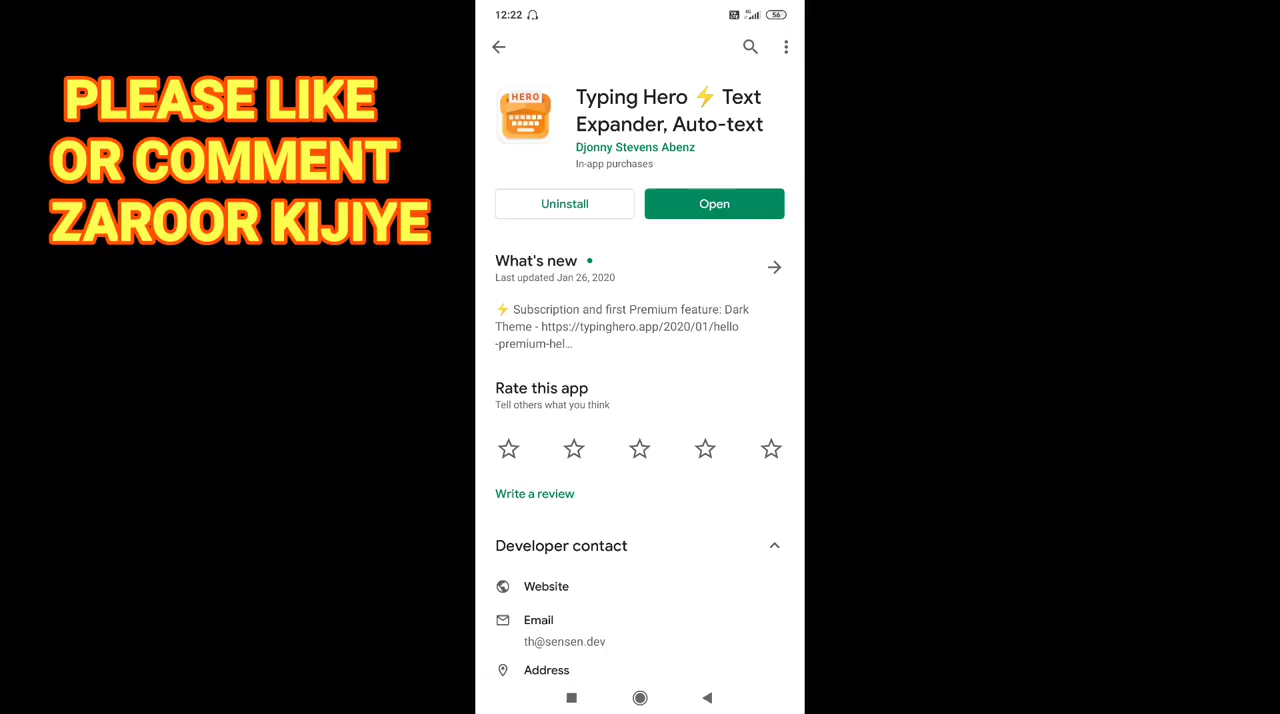 PLEASE LIKE
OR COMMENT
ZAROOR KIJIYE
12:22
4G
56
HERO
Typing Hero ⚡ Text
Expander, Auto-text
Djonny Stevens Abenz
In-app purchases
Uninstall
Open
What's new
Last updated Jan 26, 2020
⚡ Subscription and first Premium feature: Dark
Theme - https://typinghero.app/2020/01/hello
-premium-hel...
Rate this app
Tell others what you think
Write a review
Developer contact
Website
Email
th@sensen.dev
Address